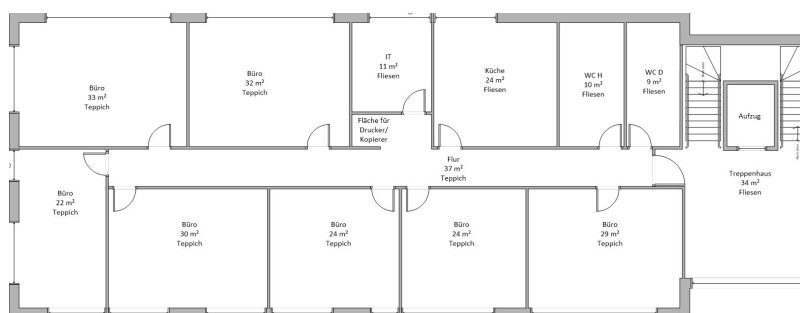 Büro
33 m²
Teppich
Büro
32 m²
Teppich
IT
11 m²
Fliesen
Küche
24 m²
Fliesen
WC H
10 m²
Fliesen
WC D
9 m²
Fliesen
Aufzug
Fläche für
Drucker/
Kopierer
Flur
37 m²
Teppich
Treppenhaus
34 m²
Fliesen
Büro
22 m²
Teppich
Büro
30 m²
Teppich
Büro
24 m²
Teppich
Büro
24 m²
Teppich
Büro
29 m²
Teppich